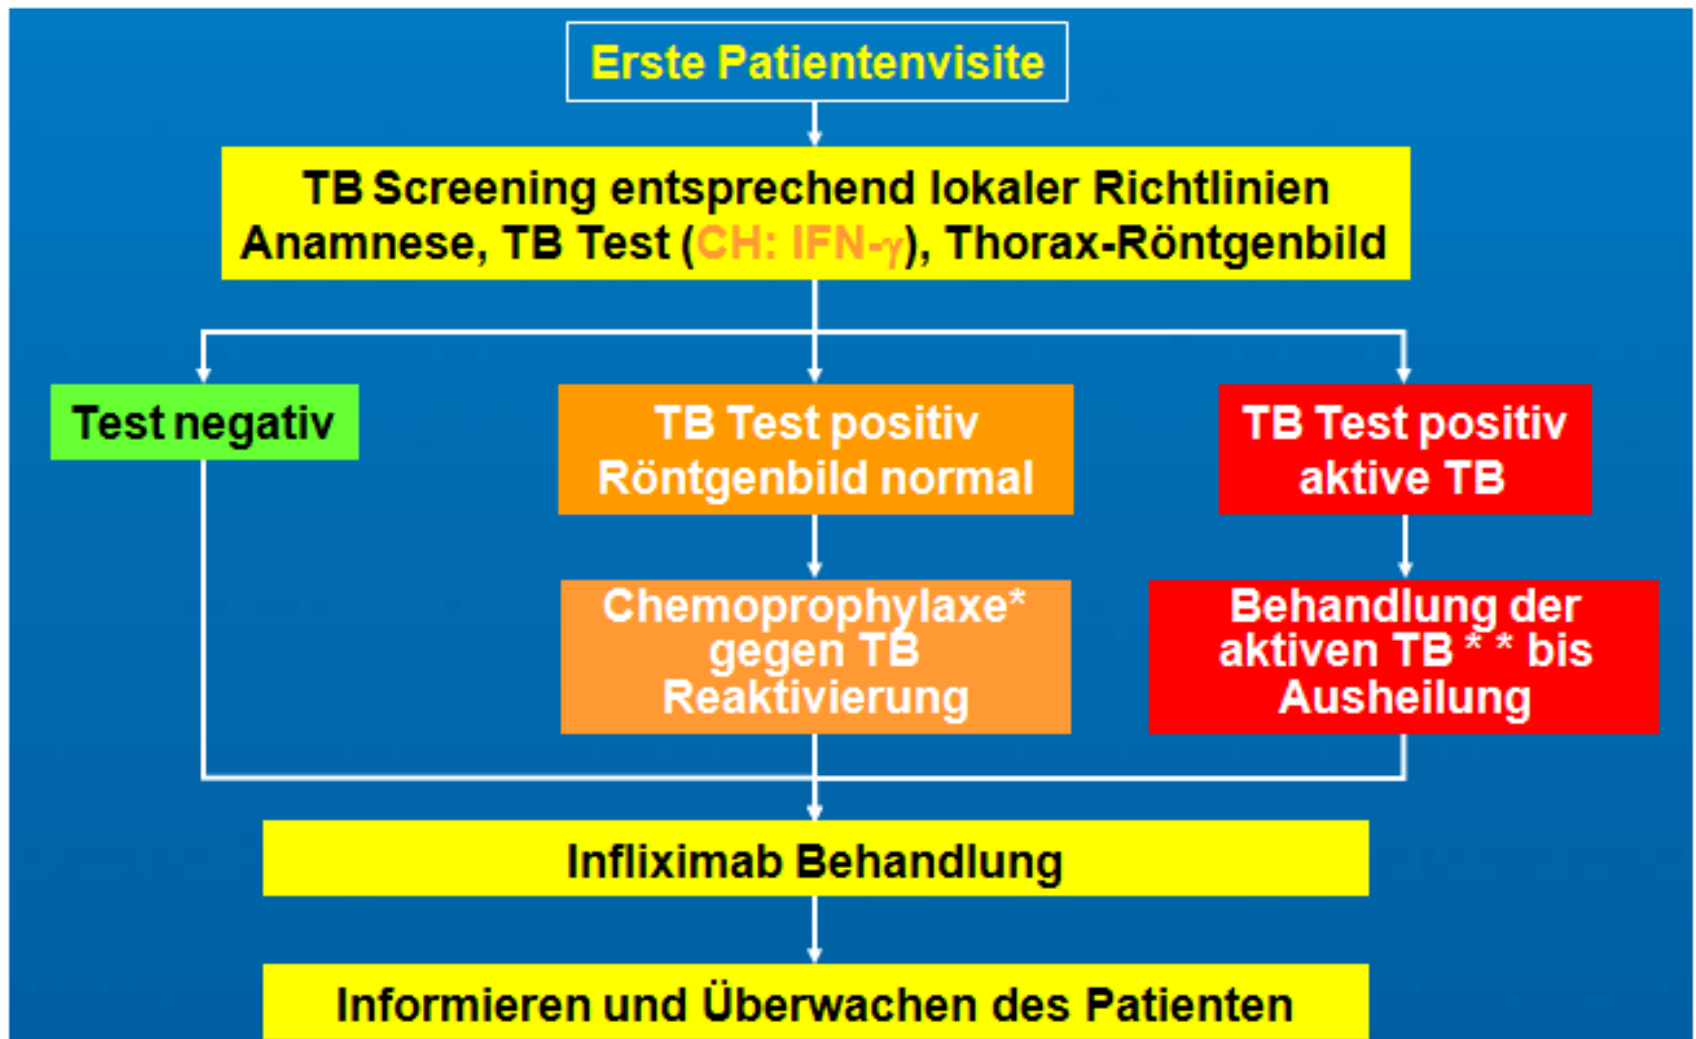 Erste Patientenvisite
TB Screening entsprechend lokaler Richtlinien
Anamnese, TB Test (CH: IFN-γ), Thorax-Röntgenbild
Test negativ
TB Test positiv
Röntgenbild normal
TB Test positiv
aktive TB
Chemoprophylaxe*
gegen TB
Reaktivierung
Behandlung der
aktiven TB * * bis
Ausheilung
Infliximab Behandlung
Informieren und Überwachen des Patienten